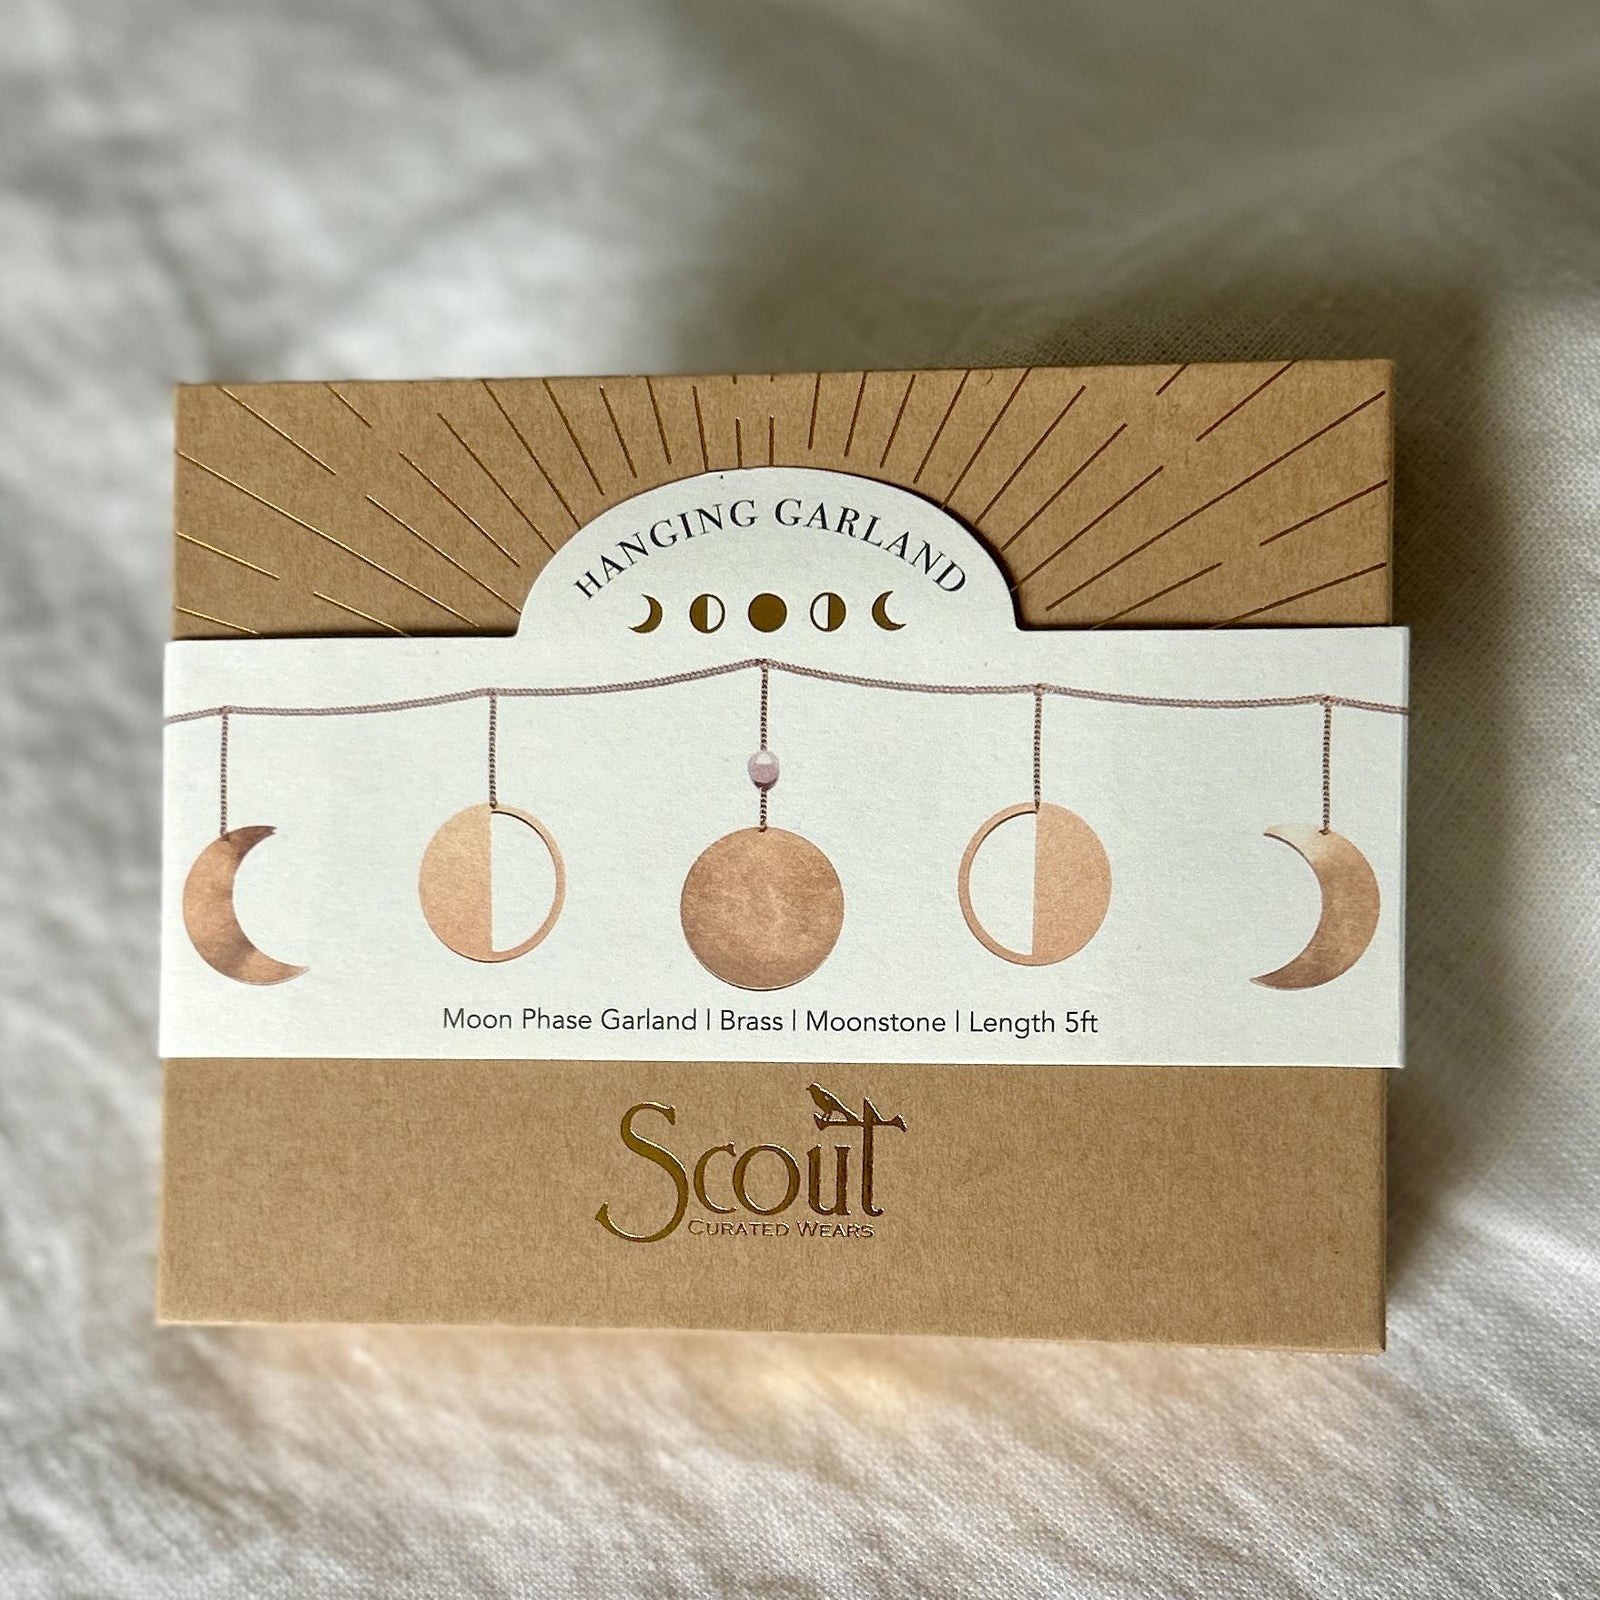 HANGING GARLAND
Moon Phase Garland | Brass | Moonstone | Length 5ft
Scout
CURATED WEARS